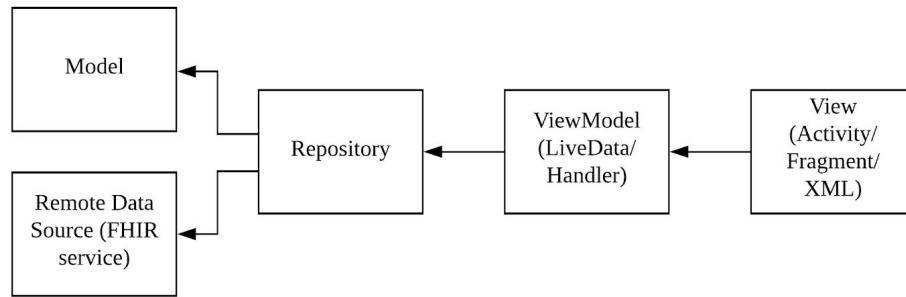 Model
Remote Data
Source (FHIR
service)
Repository
ViewModel
(LiveData/
Handler)
View
(Activity/
Fragment/
XML)